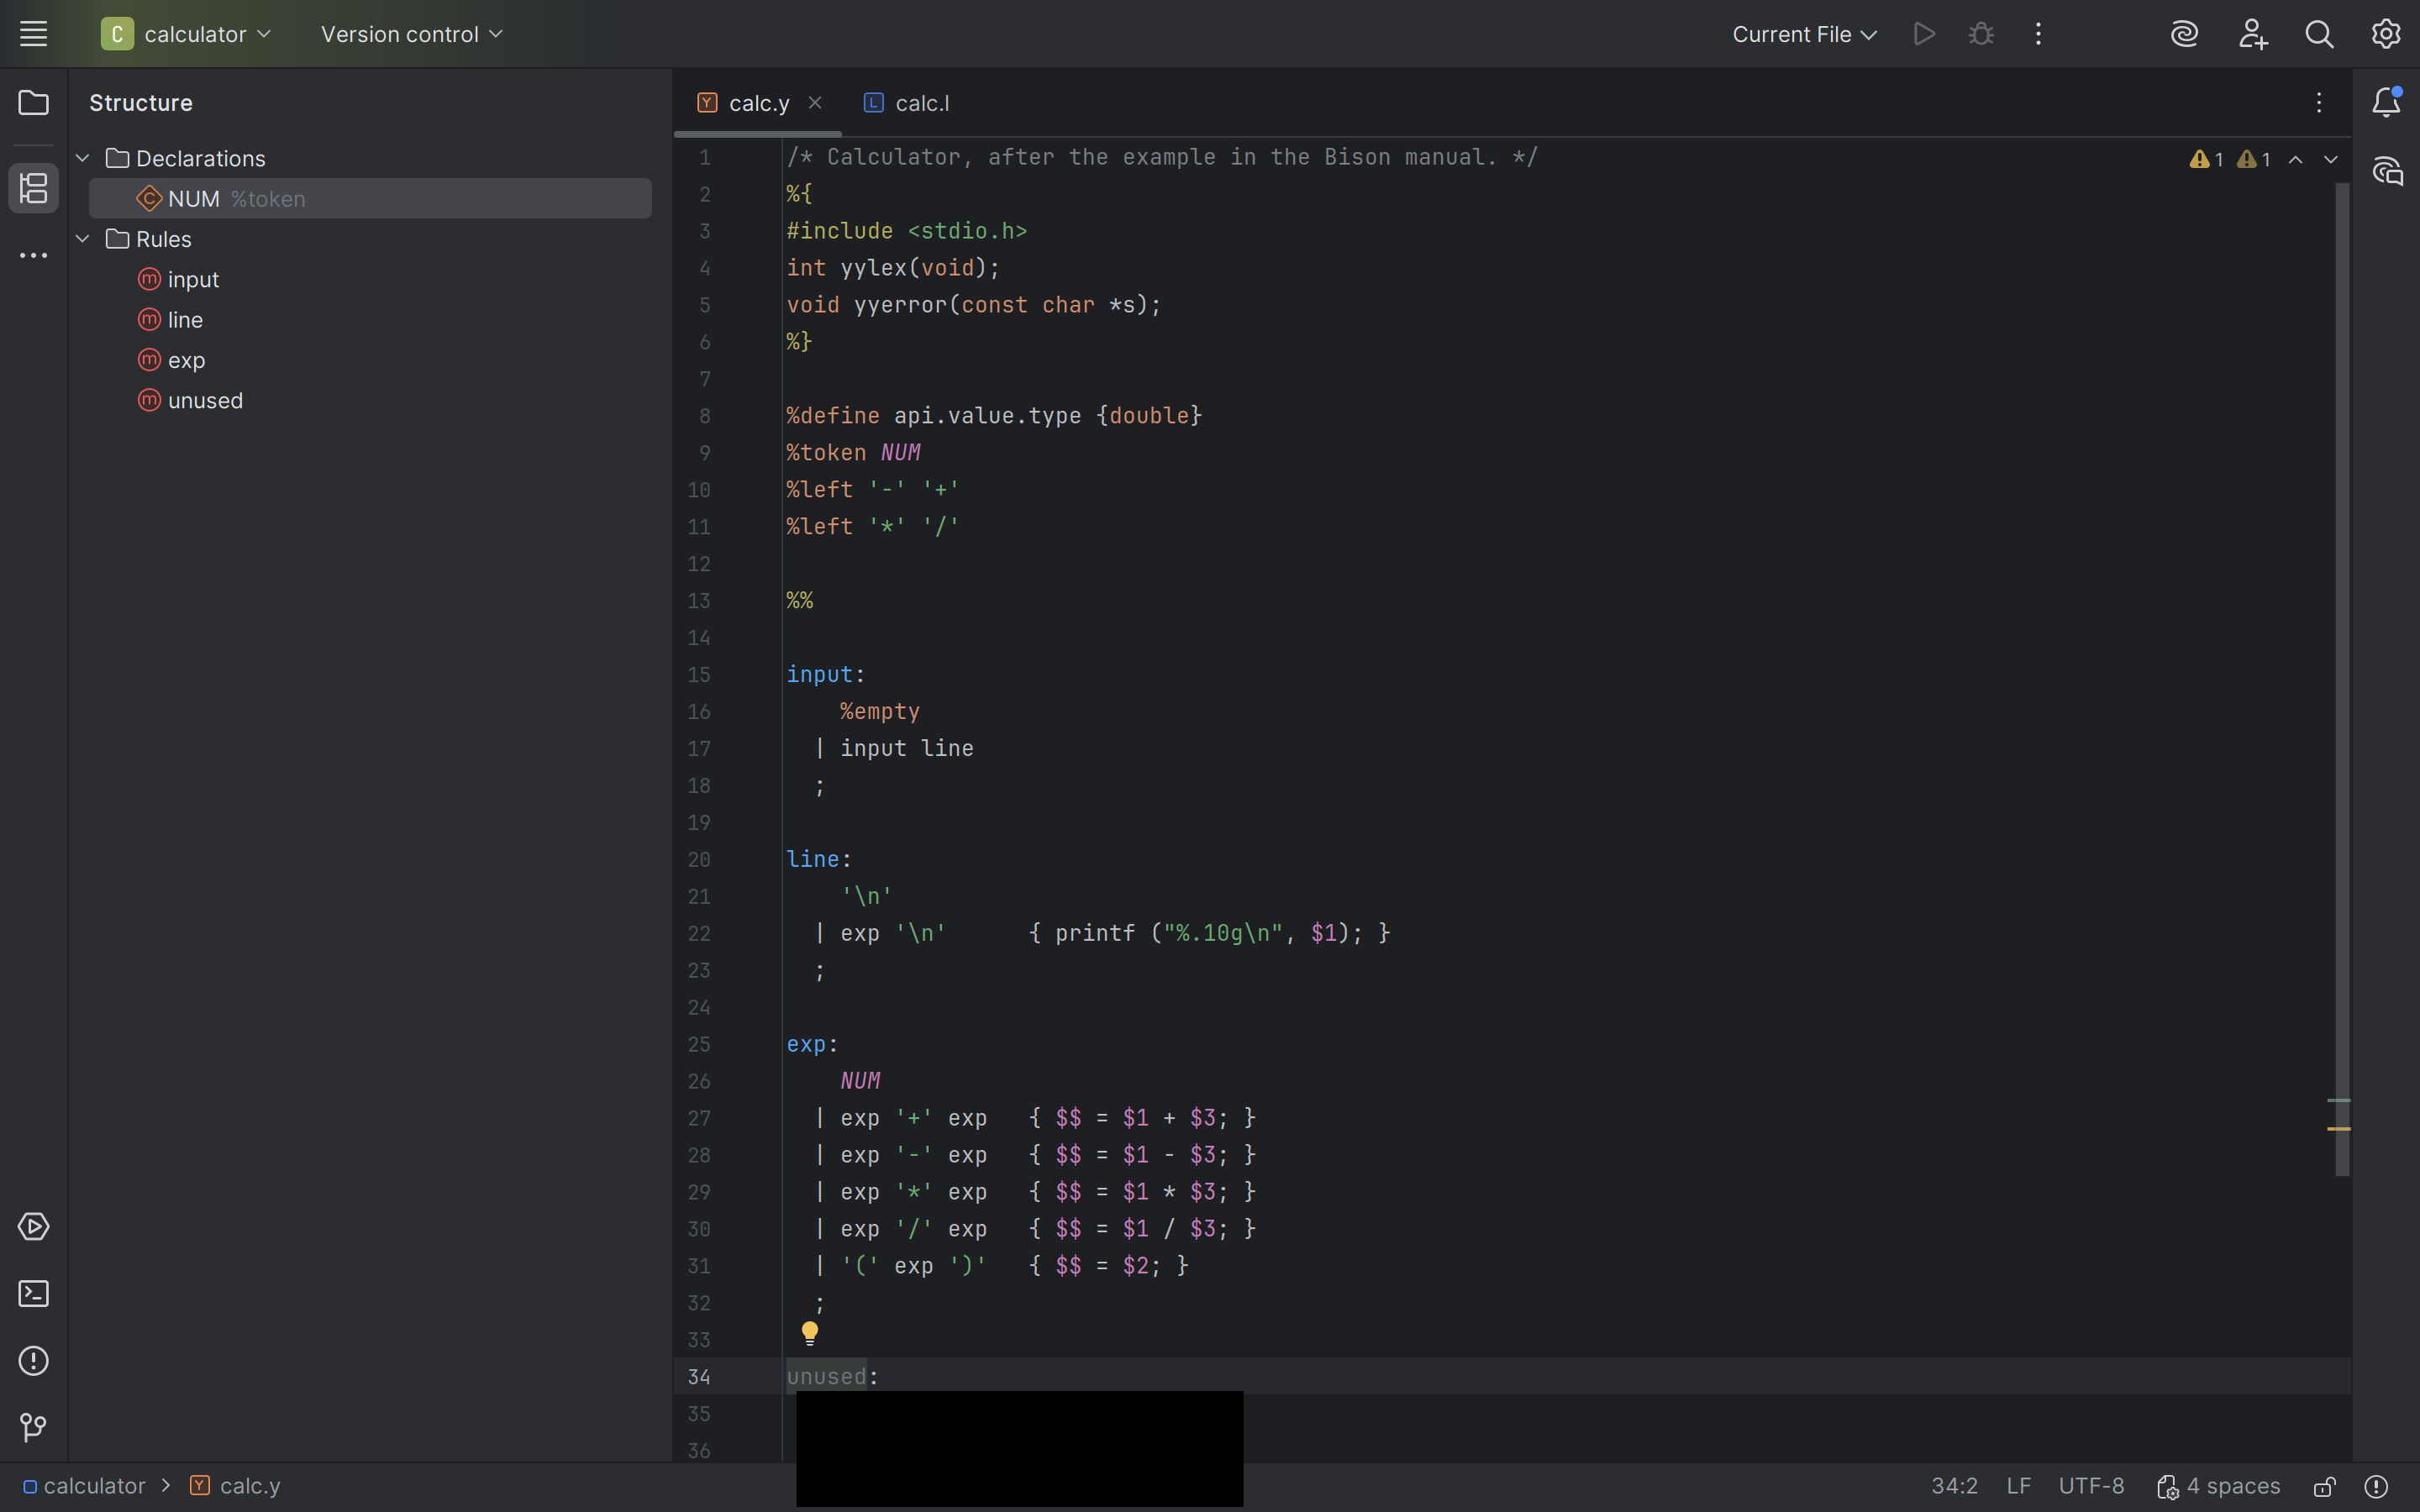 C calculator Version control Current File
Structure
Declarations
NUM %token
Rules
input
line
exp
unused
calc.y calc.l
1 1
1 /* Calculator, after the example in the Bison manual. */
2 %{
3 #include <stdio.h>
4 int yylex(void);
5 void yyerror(const char *s);
6 %}
7
8 %define api.value.type {double}
9 %token NUM
10 %left '-' '+'
11 %left '*' '/'
12
13 %%
14
15 input:
16 %empty
17 | input line
18 ;
19
20 line:
21 '\n'
22 | exp '\n' { printf ("%.10g\n", $1); }
23 ;
24
25 exp:
26 NUM
27 | exp '+' exp { $$ = $1 + $3; }
28 | exp '-' exp { $$ = $1 - $3; }
29 | exp '*' exp { $$ = $1 * $3; }
30 | exp '/' exp { $$ = $1 / $3; }
31 | '(' exp ')' { $$ = $2; }
32 ;
33
34 unused:
35
36
calculator > Y calc.y 34:2 LF UTF-8 4 spaces